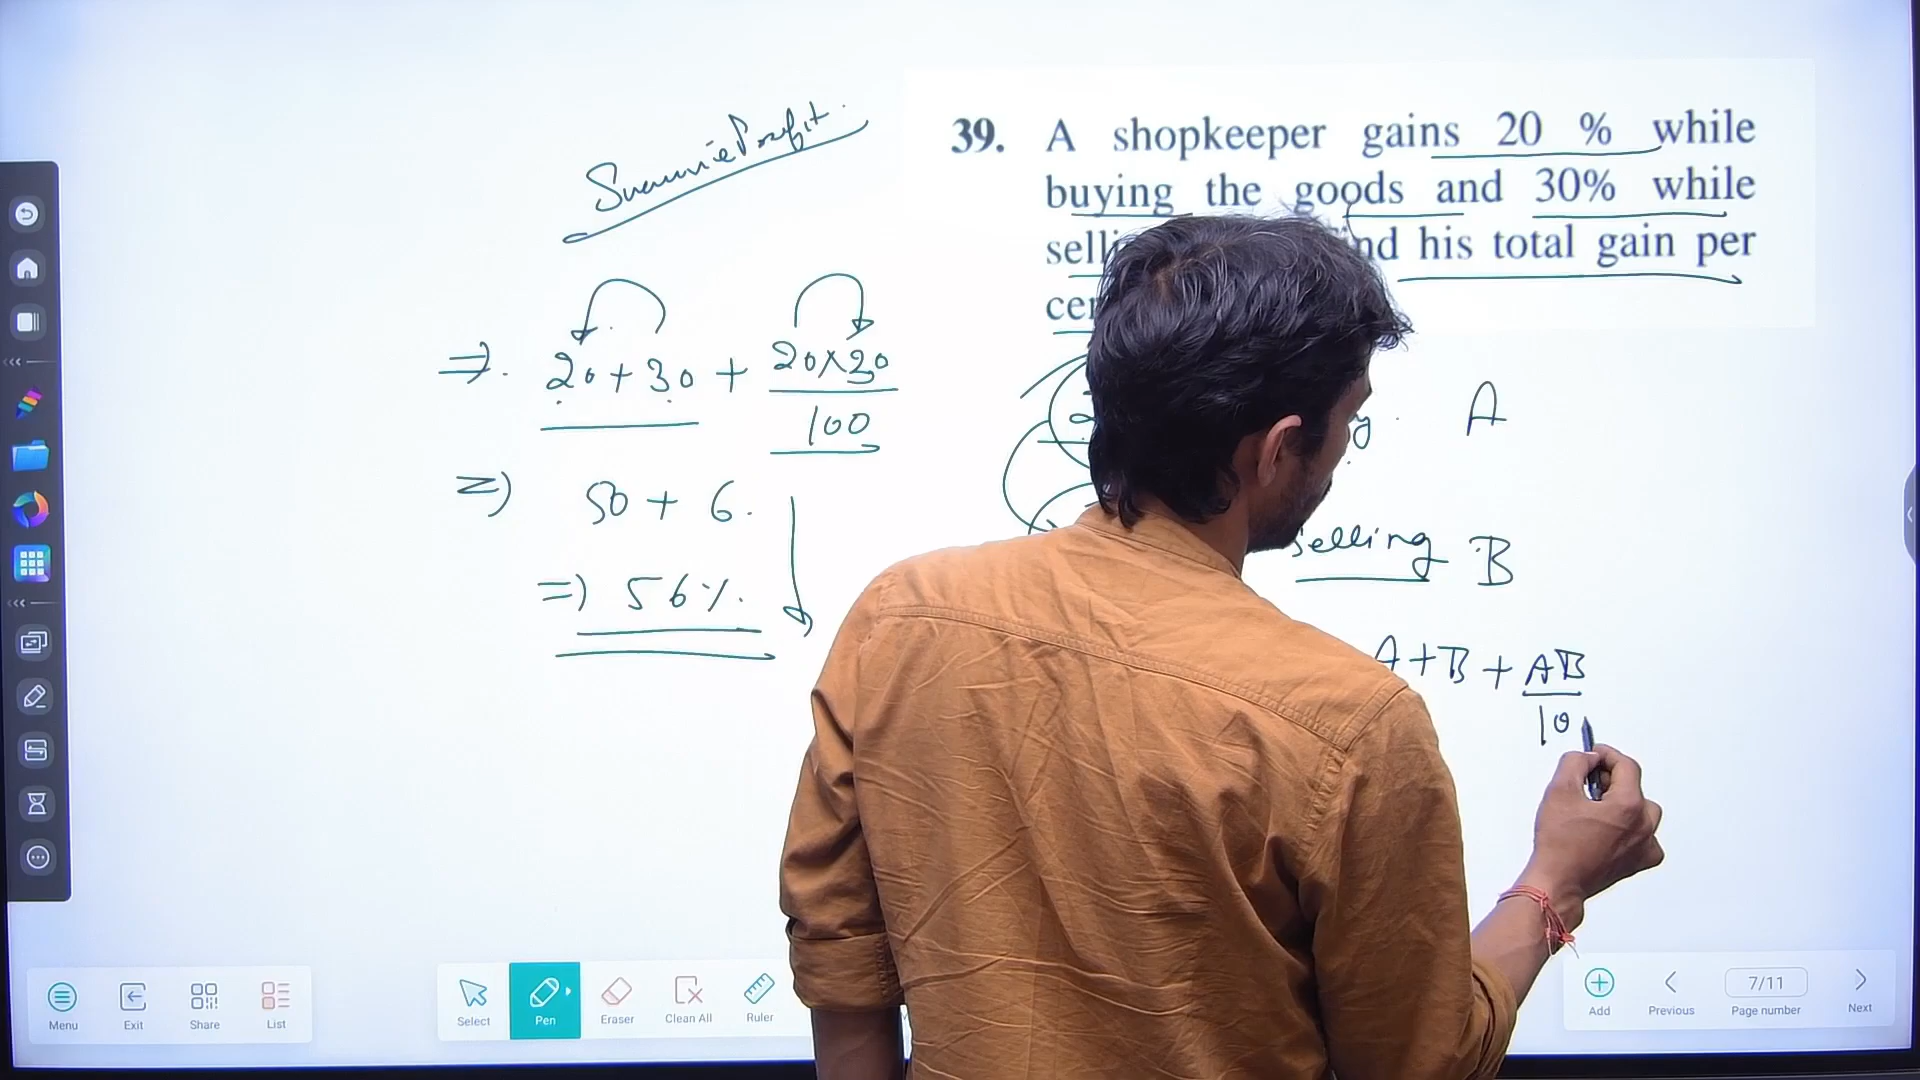 Successive Profit.
39. A shopkeeper gains 20 % while
buying the goods and 30% while
nd his total gain per
⇒. 20 + 30 + 20×30
100
⇒) 50 + 6.
⇒) 56%.
A
selling B
A+B + AB
10
Menu
Exit
Share
List
Select
Pen
Eraser
Clean All
Ruler
Add
Previous
7/11
Page number
Next